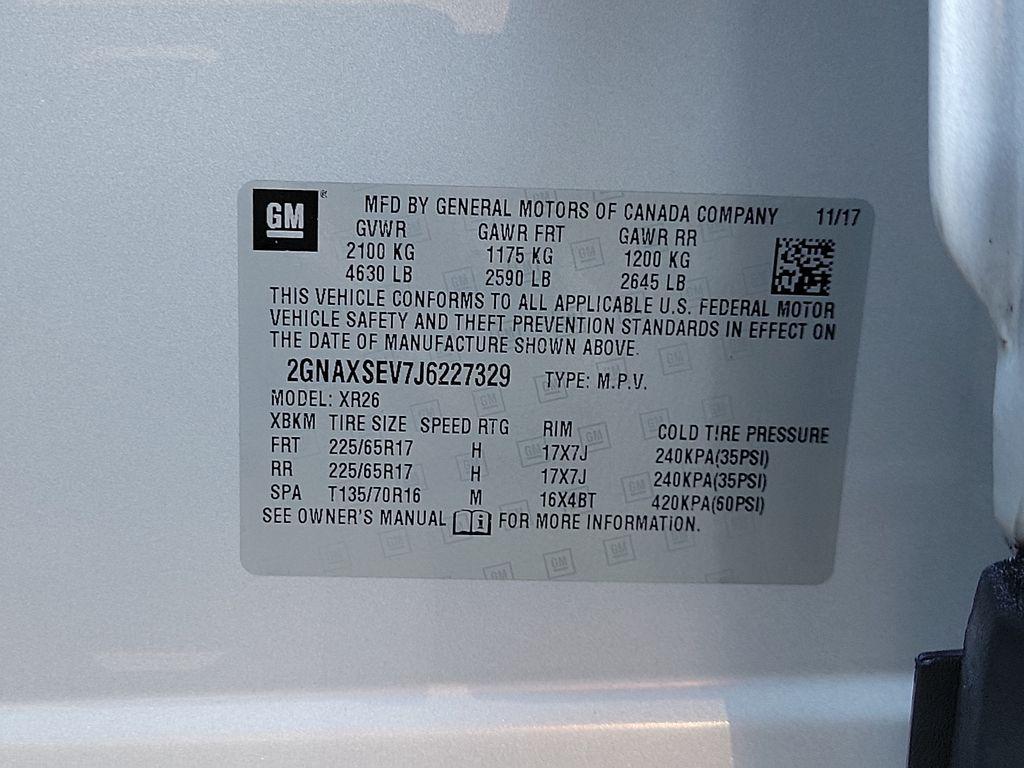 GM ®
MFD BY GENERAL MOTORS OF CANADA COMPANY 11/17
GVWR GAWR FRT GAWR RR
2100 KG 1175 KG 1200 KG
4630 LB 2590 LB 2645 LB
THIS VEHICLE CONFORMS TO ALL APPLICABLE U.S. FEDERAL MOTOR
VEHICLE SAFETY AND THEFT PREVENTION STANDARDS IN EFFECT ON
THE DATE OF MANUFACTURE SHOWN ABOVE.
2GNAXSEV7J6227329 TYPE: M.P.V.
MODEL: XR26
XBKM TIRE SIZE SPEED RTG RIM COLD TIRE PRESSURE
FRT 225/65R17 H 17X7J 240KPA(35PSI)
RR 225/65R17 H 17X7J 240KPA(35PSI)
SPA T135/70R16 M 16X4BT 420KPA(60PSI)
SEE OWNER'S MANUAL FOR MORE INFORMATION.